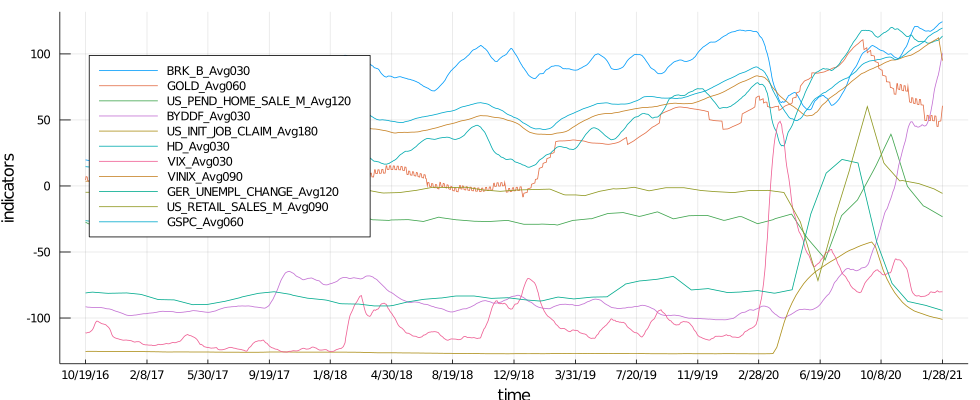 100
50
0
-50
-100
indicators
BRK_B_Avg030
GOLD_Avg060
US_PEND_HOME_SALE_M_Avg120
BYDDF_Avg030
US_INIT_JOB_CLAIM_Avg180
HD_Avg030
VIX_Avg030
VINIX_Avg090
GER_UNEMPL_CHANGE_Avg120
US_RETAIL_SALES_M_Avg090
GSPC_Avg060
10/19/16 2/8/17 5/30/17 9/19/17 1/8/18 4/30/18 8/19/18 12/9/18 3/31/19 7/20/19 11/9/19 2/28/20 6/19/20 10/8/20 1/28/21
time